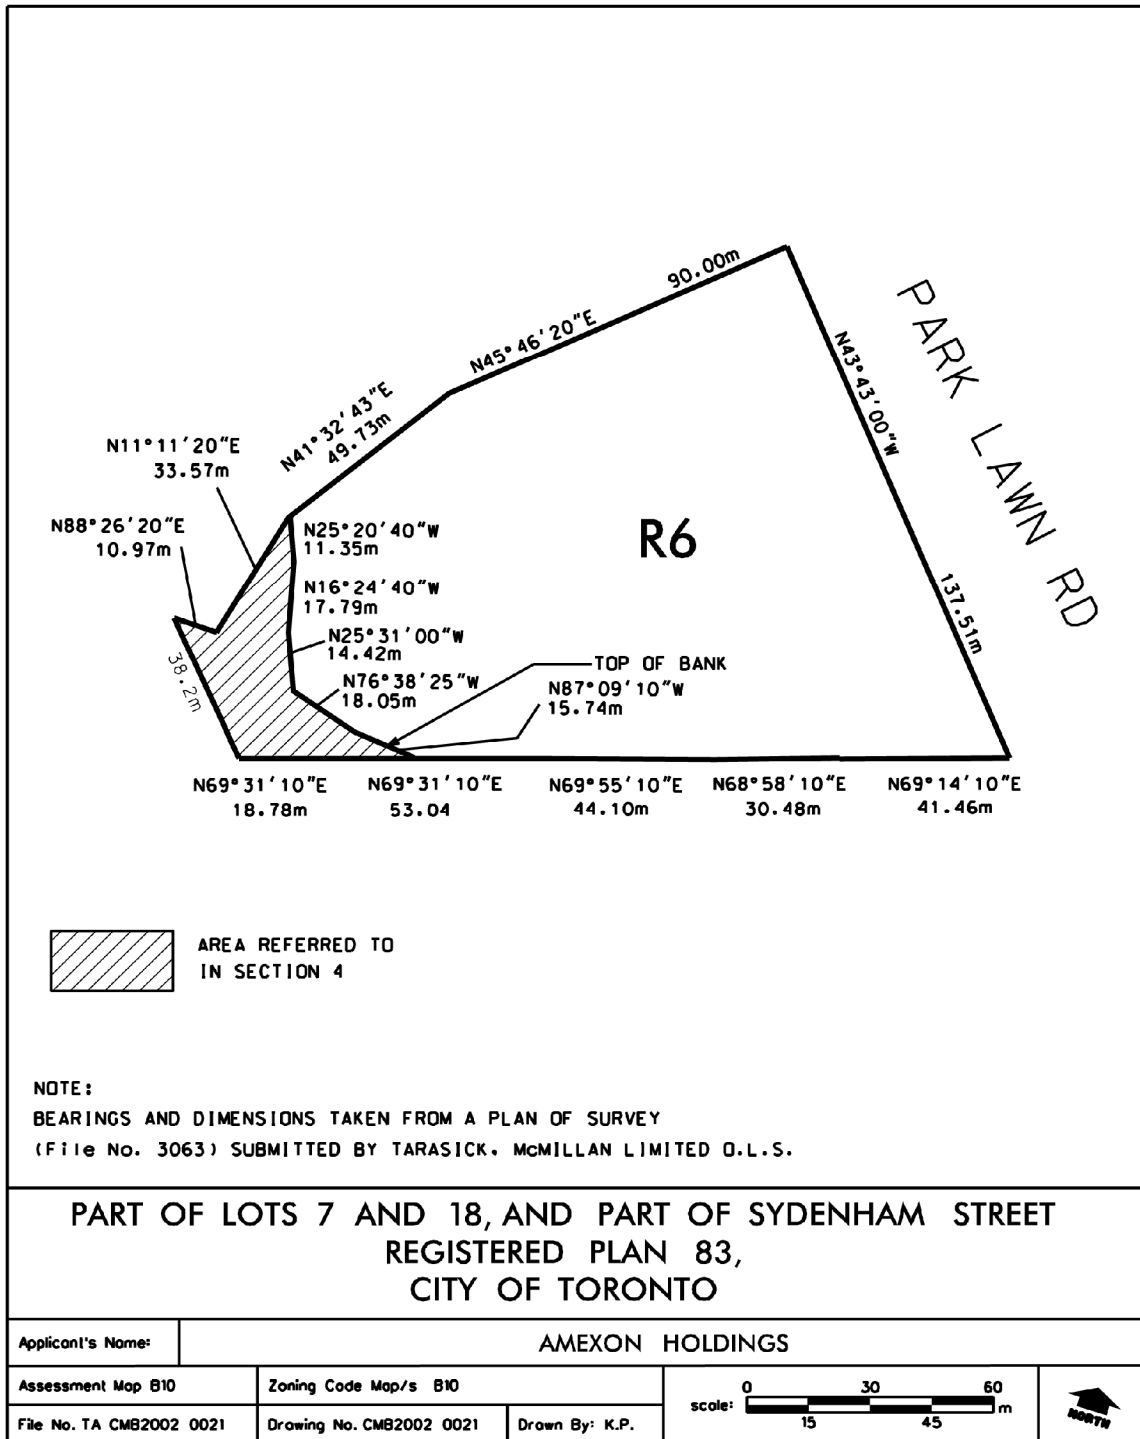 90.00m
N45°46'20"E
PARK LAWN RD
N43°43'00"W
137.51m
N41°32'43"E
49.73m
N11°11'20"E
33.57m
N88°26'20"E
10.97m
38.2m
N25°20'40"W
11.35m
R6
N16°24'40"W
17.79m
N25°31'00"W
14.42m
TOP OF BANK
N76°38'25"W
18.05m
N87°09'10"W
15.74m
N69°31'10"E
18.78m
N69°31'10"E
53.04
N69°55'10"E
44.10m
N68°58'10"E
30.48m
N69°14'10"E
41.46m
AREA REFERRED TO
IN SECTION 4
NOTE:
BEARINGS AND DIMENSIONS TAKEN FROM A PLAN OF SURVEY
(File No. 3063) SUBMITTED BY TARASICK, McMILLAN LIMITED O.L.S.
PART OF LOTS 7 AND 18, AND PART OF SYDENHAM STREET
REGISTERED PLAN 83,
CITY OF TORONTO
Applicant's Name: AMEXON HOLDINGS
Assessment Map B10
Zoning Code Map/s B10
File No. TA CMB2002 0021
Drawing No. CMB2002 0021
Drawn By: K.P.
scale: 0 15 30 45 60 m
NORTH